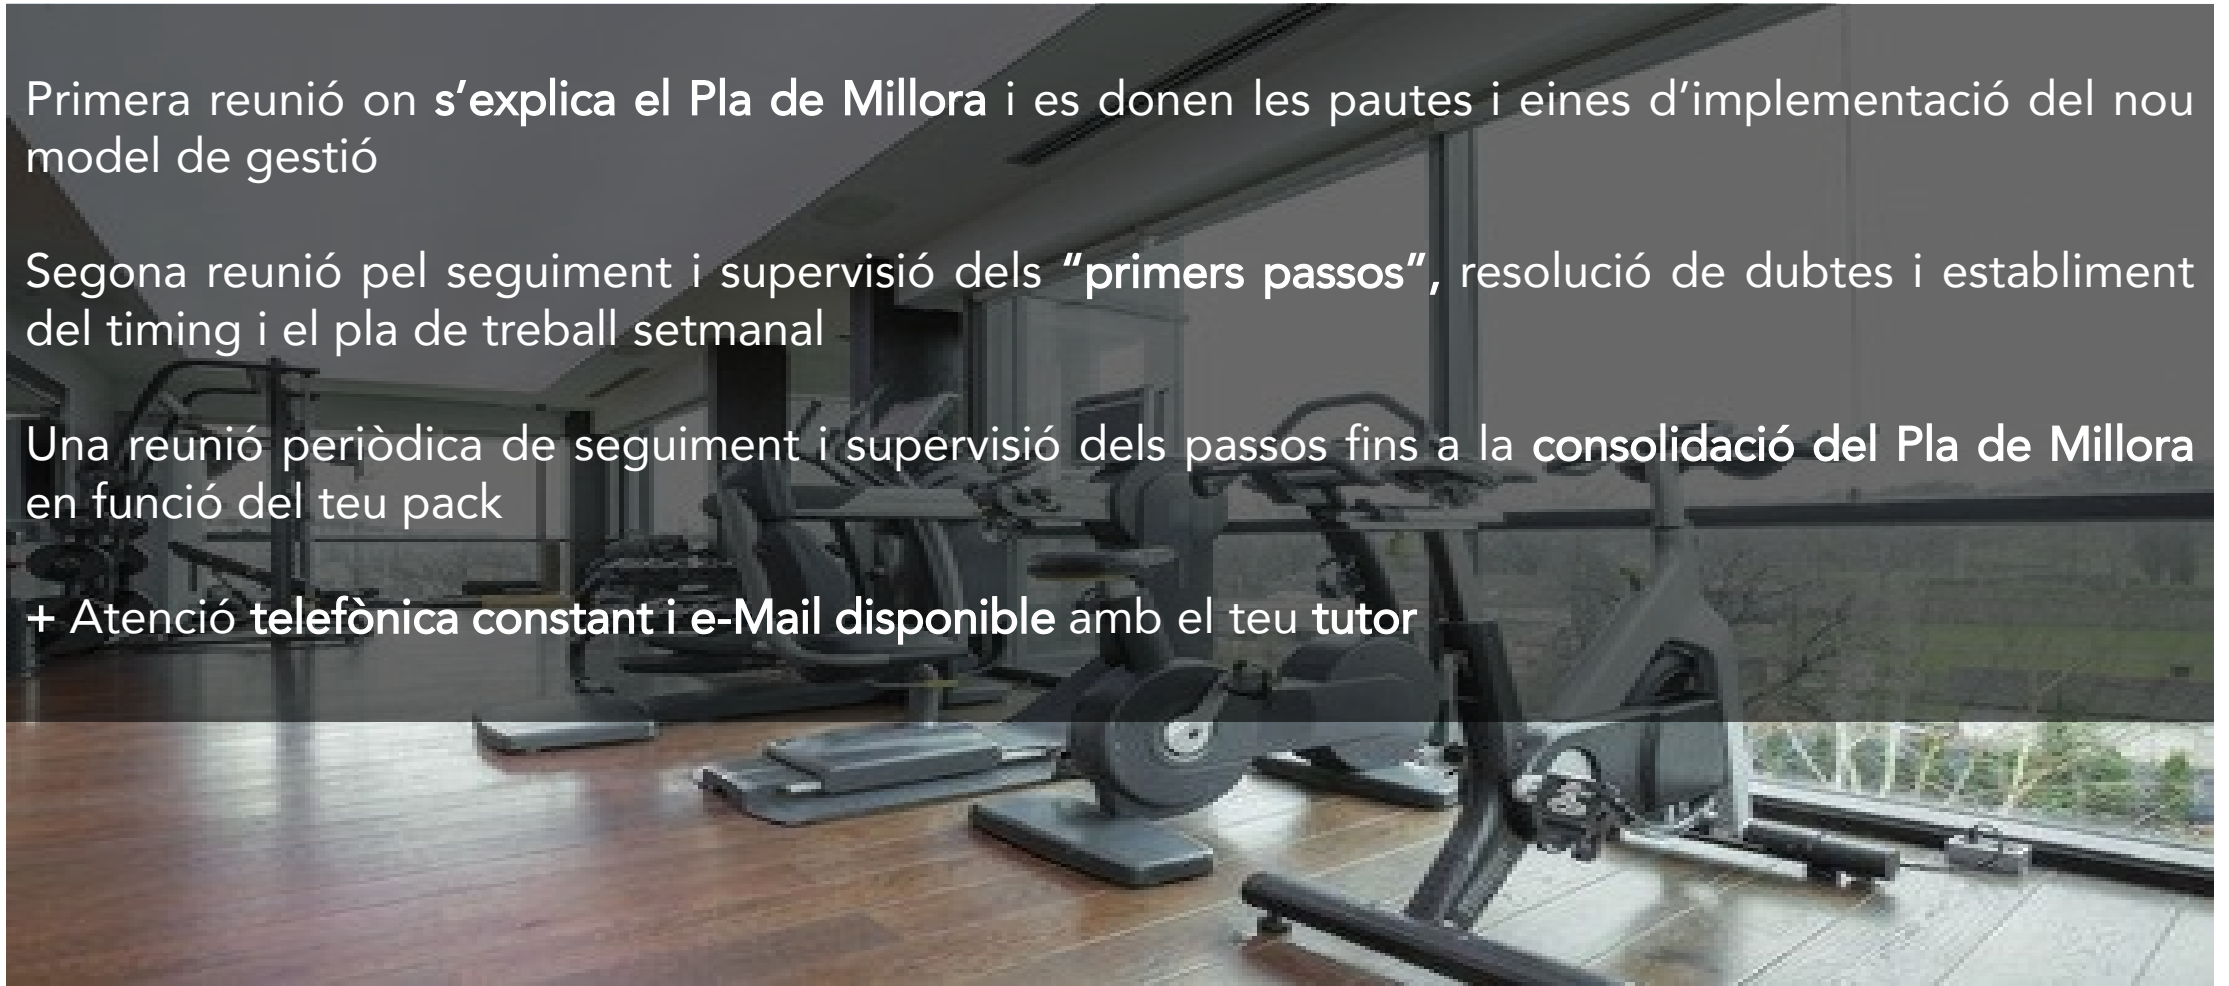 Primera reunió on s’explica el Pla de Millora i es donen les pautes i eines d’implementació del nou
model de gestió
Segona reunió pel seguiment i supervisió dels “primers passos”, resolució de dubtes i establiment
del timing i el pla de treball setmanal
Una reunió periòdica de seguiment i supervisió dels passos fins a la consolidació del Pla de Millora
en funció del teu pack
+ Atenció telefònica constant i e-Mail disponible amb el teu tutor